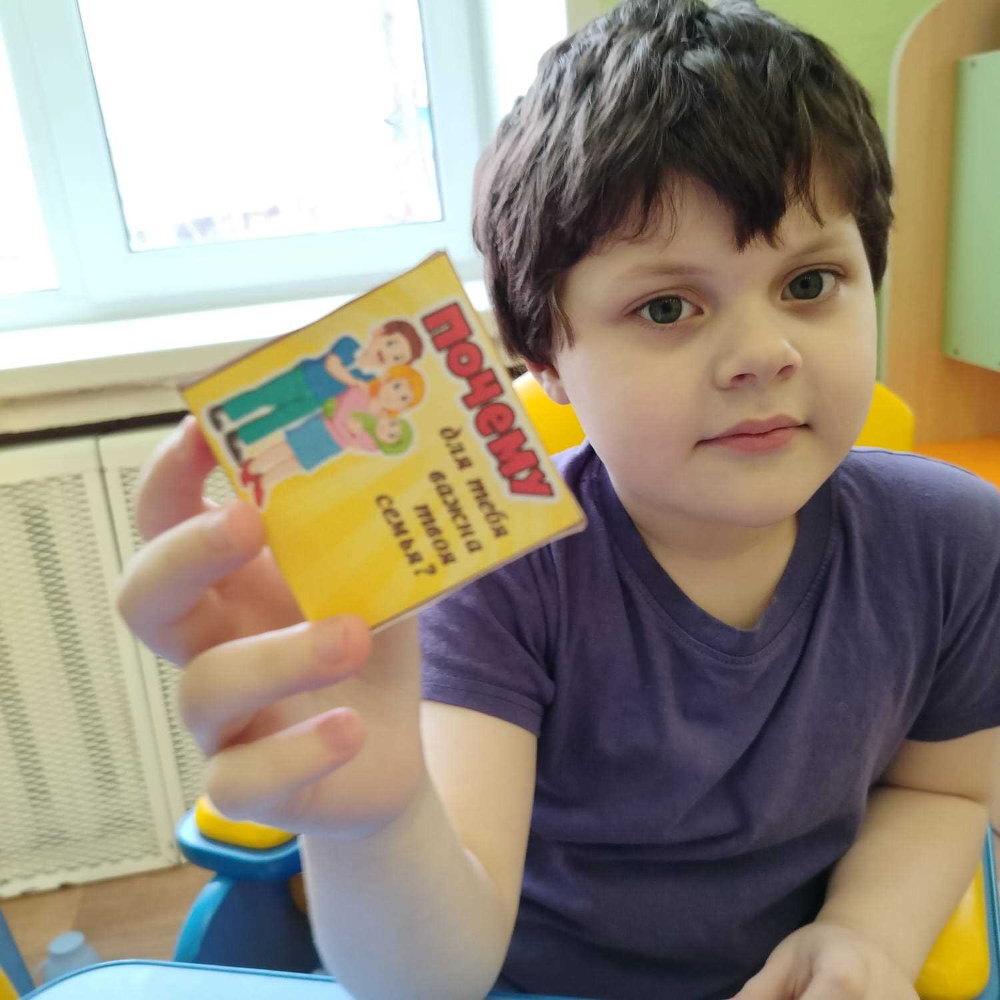 Почему
для тебя
важна
твоя
семья?